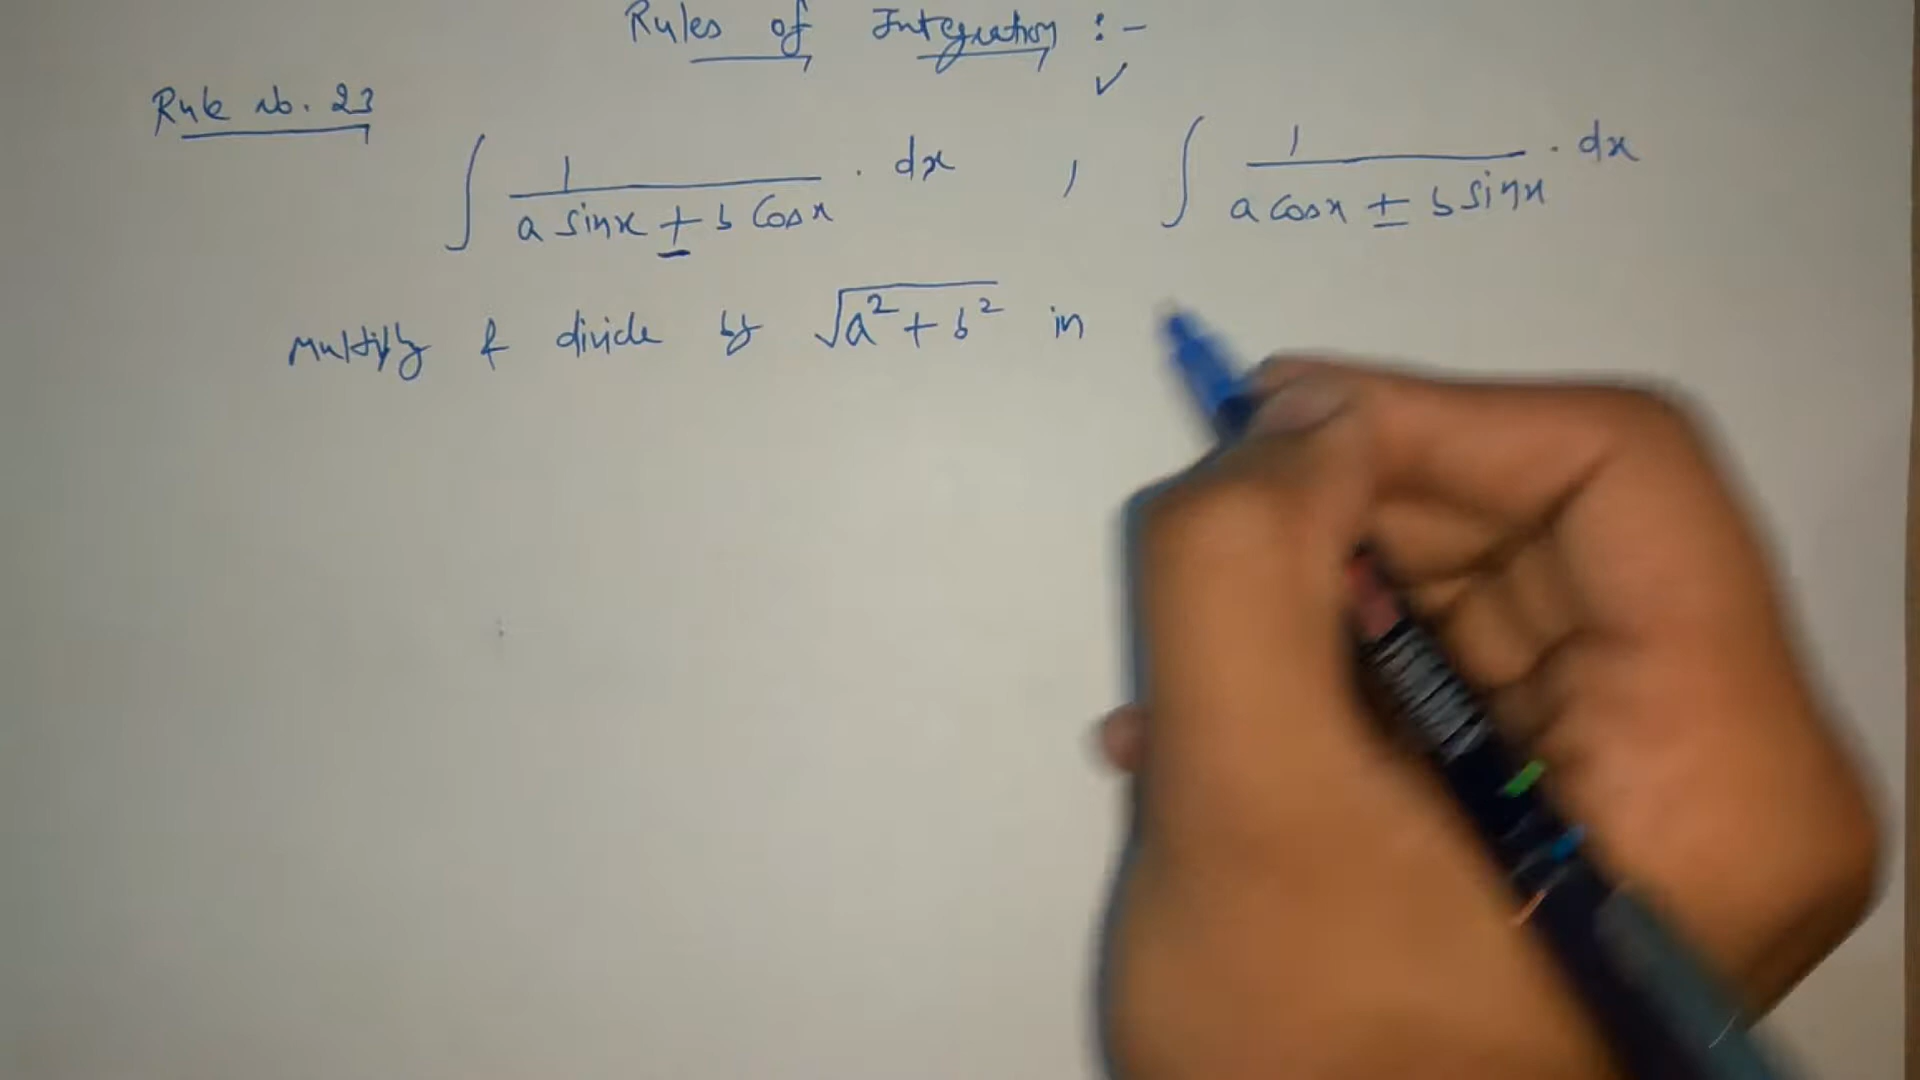 Rules of Integration :-
Rule No. 23 ✓
∫ 1 / (a sinx ± b cosx) . dx , ∫ 1 / (a cosx ± b sinx) . dx
Multiply & divide by √(a² + b²) in